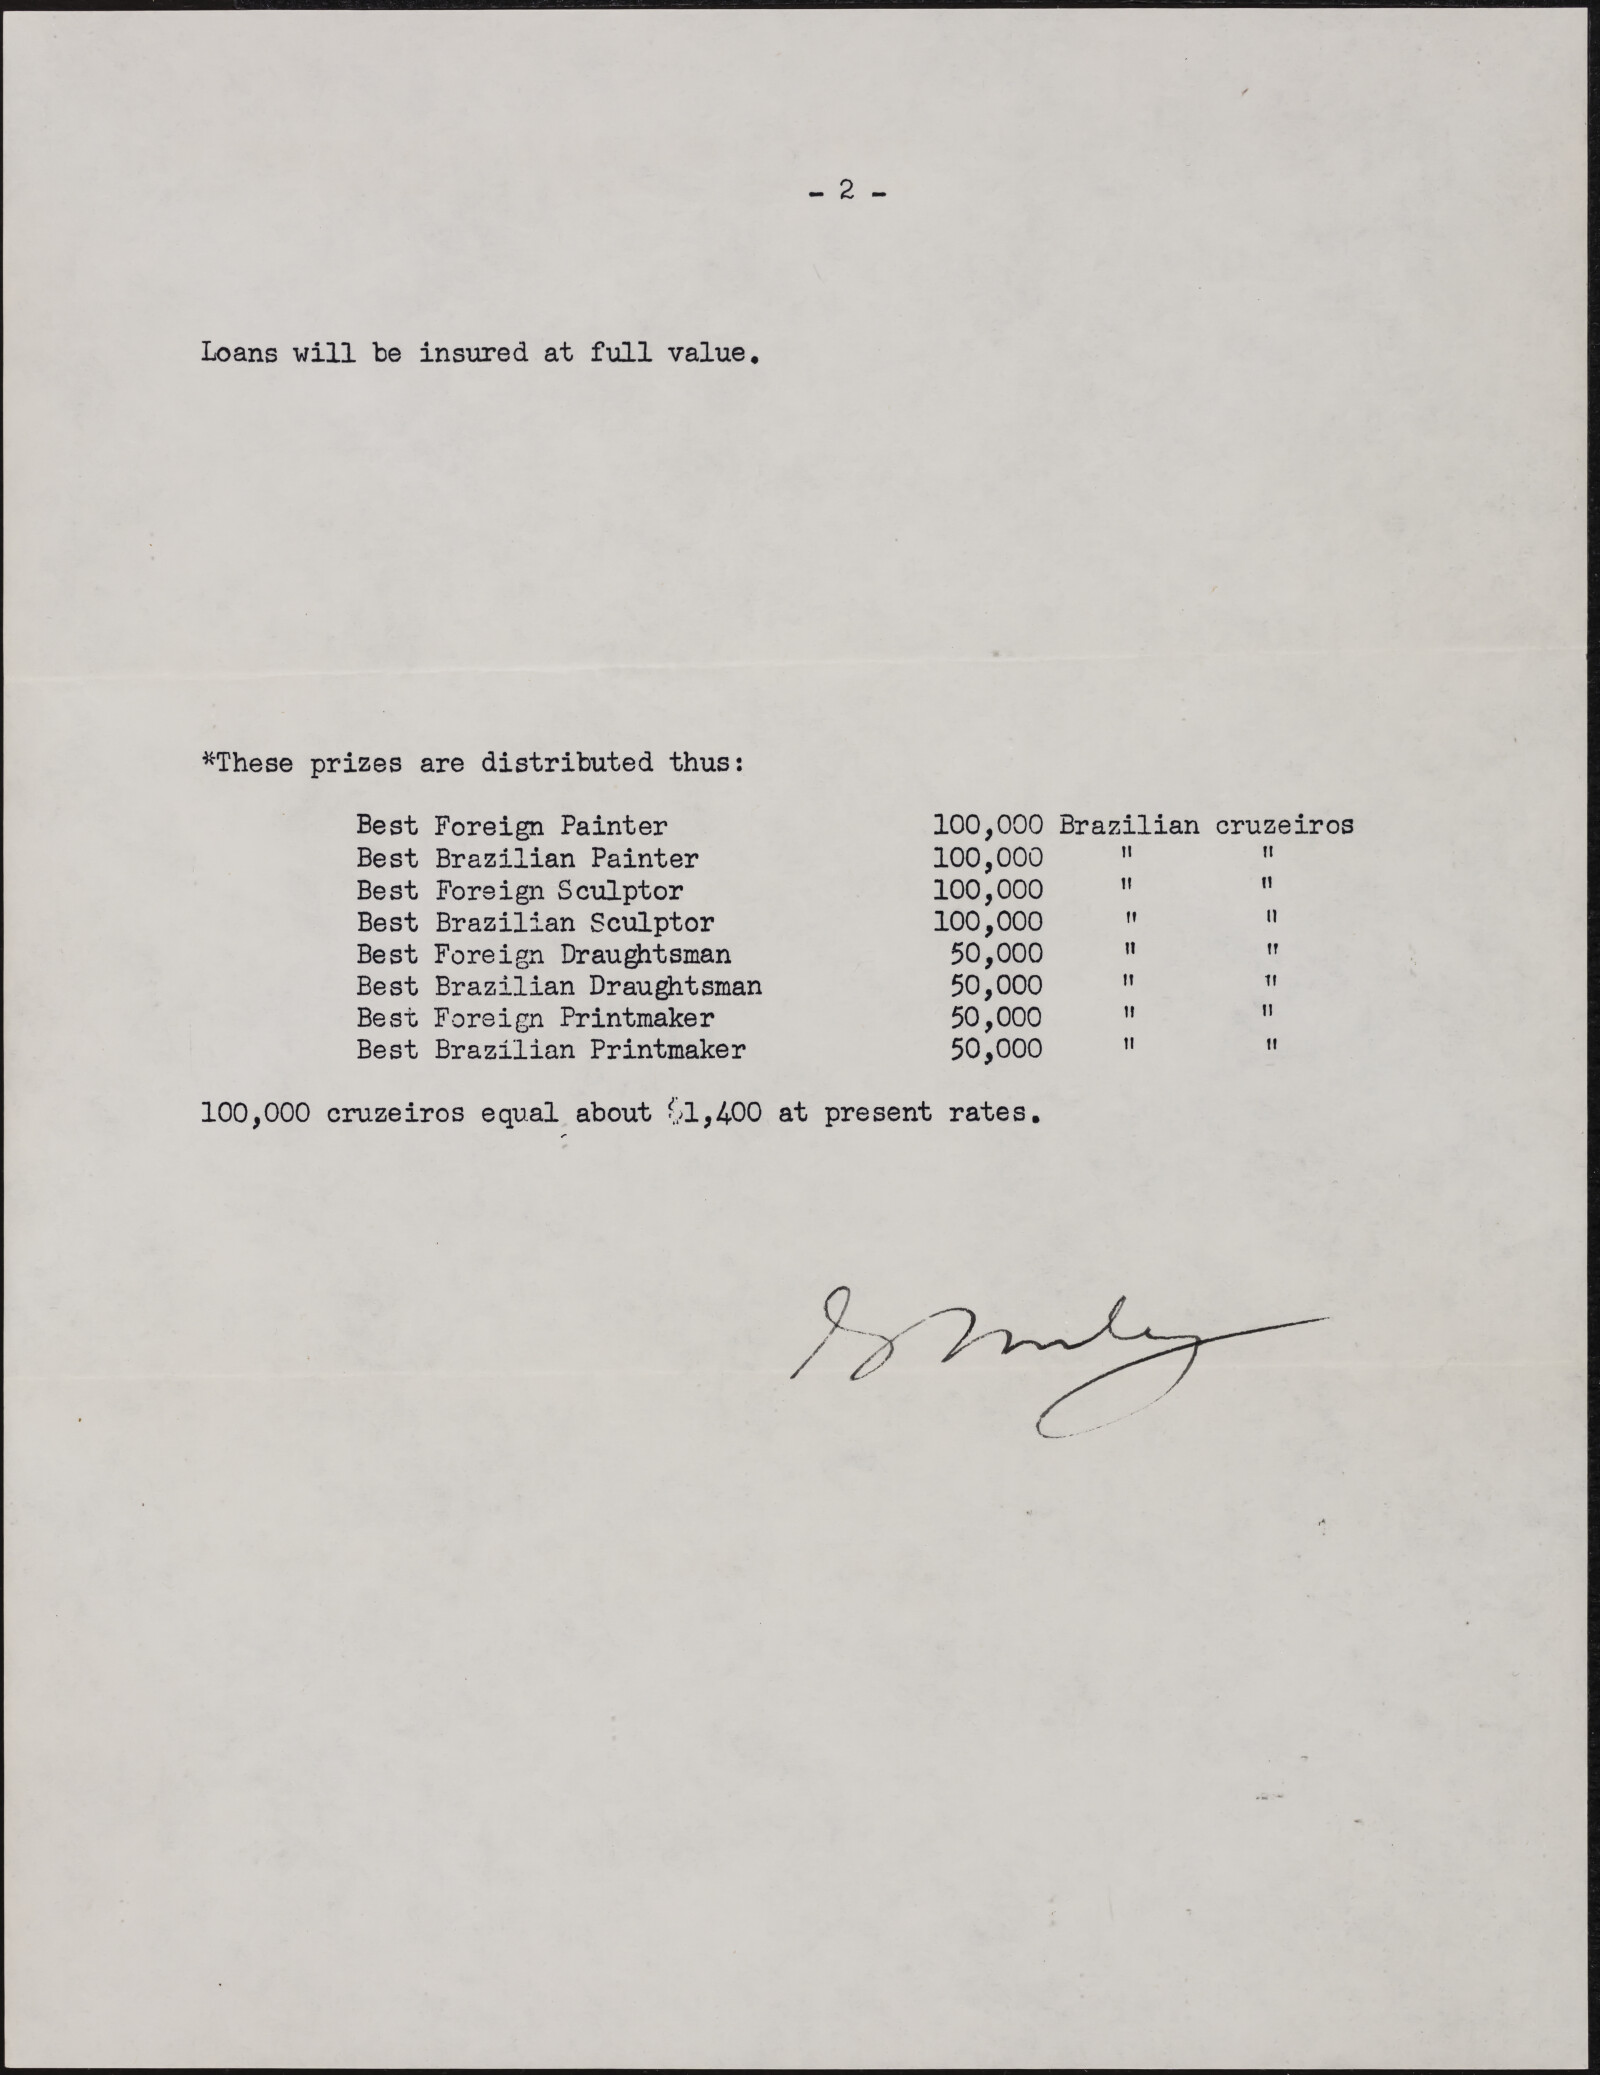 - 2 -
Loans will be insured at full value.
*These prizes are distributed thus:
Best Foreign Painter 100,000 Brazilian cruzeiros
Best Brazilian Painter 100,000 " "
Best Foreign Sculptor 100,000 " "
Best Brazilian Sculptor 100,000 " "
Best Foreign Draughtsman 50,000 " "
Best Brazilian Draughtsman 50,000 " "
Best Foreign Printmaker 50,000 " "
Best Brazilian Printmaker 50,000 " "
100,000 cruzeiros equal about $1,400 at present rates.